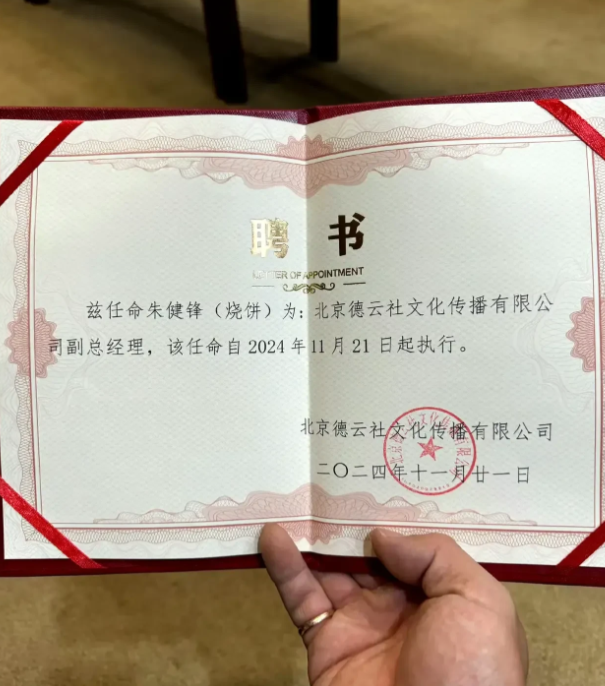 聘 书
LETTER OF APPOINTMENT
兹任命朱健锋（烧饼）为：北京德云社文化传播有限公
司副总经理，该任命自2024年11月21日起执行。
北京德云社文化传播有限公司
二〇二四年十一月廿一日